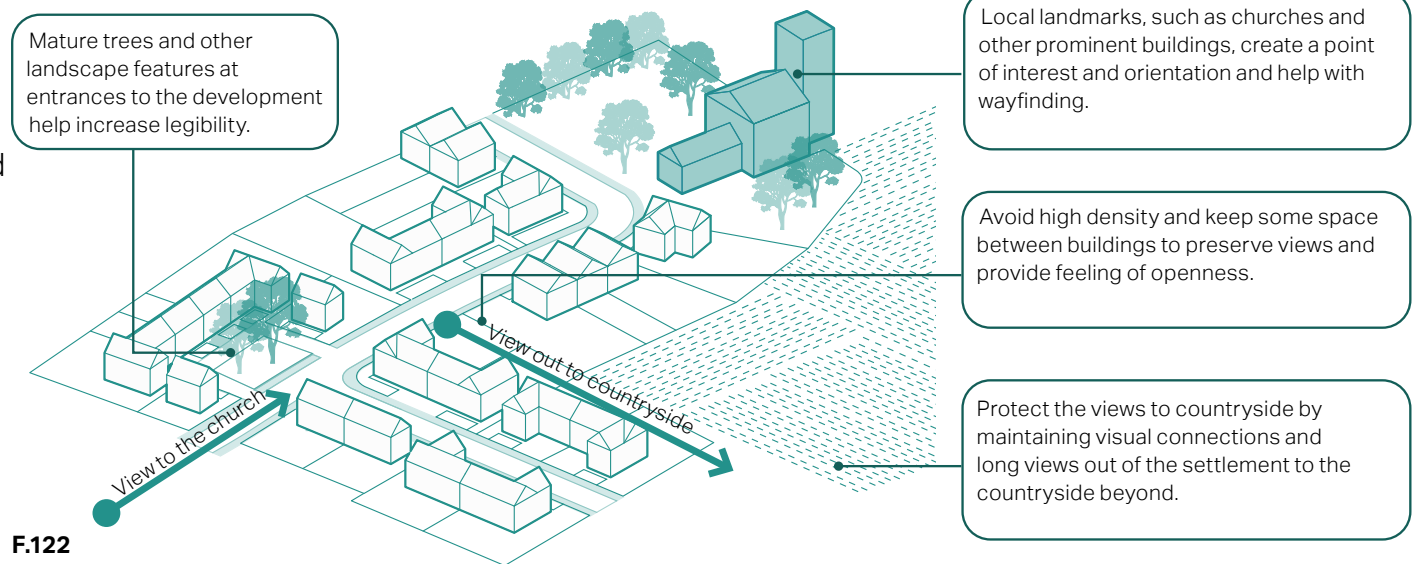 Mature trees and other
landscape features at
entrances to the development
help increase legibility.
d
Local landmarks, such as churches and
other prominent buildings, create a point
of interest and orientation and help with
wayfinding.
Avoid high density and keep some space
between buildings to preserve views and
provide feeling of openness.
View out to countryside
View to the church
Protect the views to countryside by
maintaining visual connections and
long views out of the settlement to the
countryside beyond.
F.122